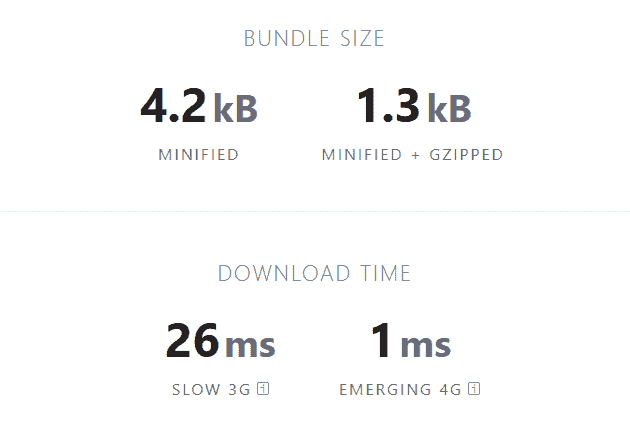 BUNDLE SIZE
4.2 kB 1.3 kB
MINIFIED MINIFIED + GZIPPED
DOWNLOAD TIME
26 ms 1 ms
SLOW 3G EMERGING 4G